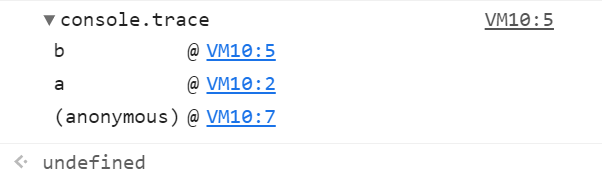 ▼ console.trace VM10:5
b @ VM10:5
a @ VM10:2
(anonymous) @ VM10:7
undefined